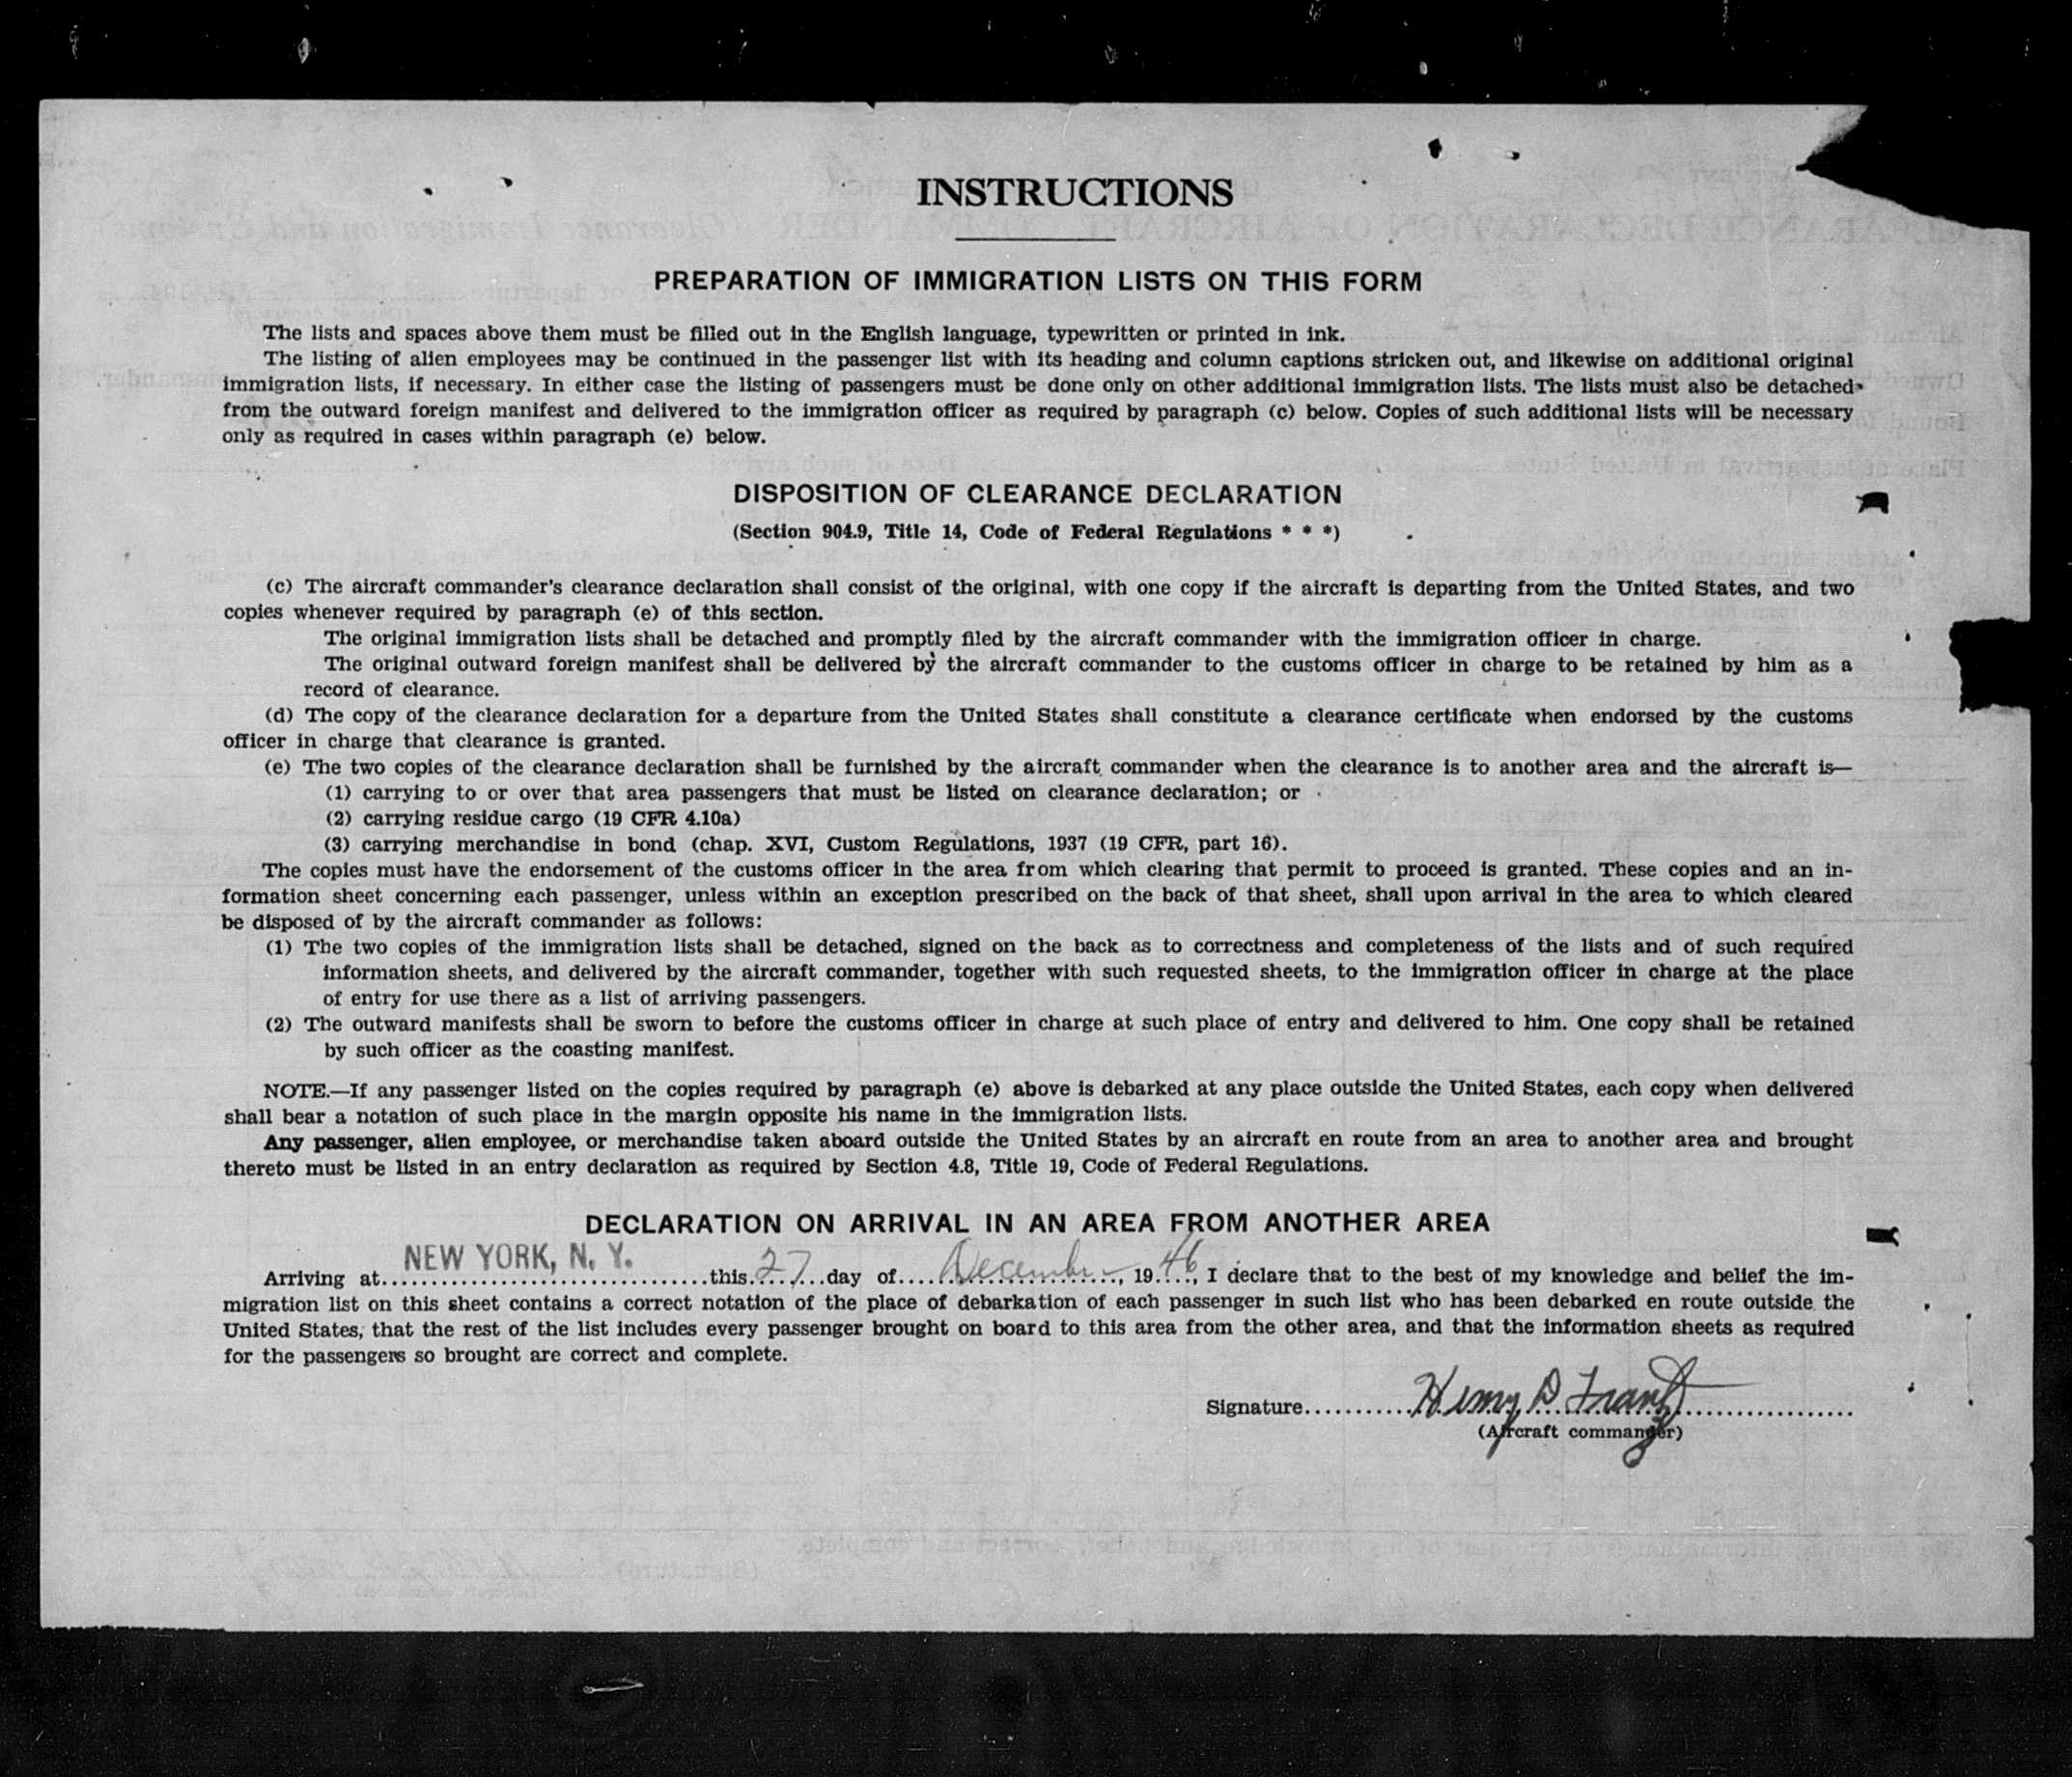 INSTRUCTIONS
PREPARATION OF IMMIGRATION LISTS ON THIS FORM
The lists and spaces above them must be filled out in the English language, typewritten or printed in ink.
The listing of alien employees may be continued in the passenger list with its heading and column captions stricken out, and likewise on additional original
immigration lists, if necessary. In either case the listing of passengers must be done only on other additional immigration lists. The lists must also be detached
from the outward foreign manifest and delivered to the immigration officer as required by paragraph (c) below. Copies of such additional lists will be necessary
only as required in cases within paragraph (e) below.
DISPOSITION OF CLEARANCE DECLARATION
(Section 904.9, Title 14, Code of Federal Regulations * * *)
(c) The aircraft commander's clearance declaration shall consist of the original, with one copy if the aircraft is departing from the United States, and two
copies whenever required by paragraph (e) of this section.
The original immigration lists shall be detached and promptly filed by the aircraft commander with the immigration officer in charge.
The original outward foreign manifest shall be delivered by the aircraft commander to the customs officer in charge to be retained by him as a
record of clearance.
(d) The copy of the clearance declaration for a departure from the United States shall constitute a clearance certificate when endorsed by the customs
officer in charge that clearance is granted.
(e) The two copies of the clearance declaration shall be furnished by the aircraft commander when the clearance is to another area and the aircraft is—
(1) carrying to or over that area passengers that must be listed on clearance declaration; or
(2) carrying residue cargo (19 CFR 4.10a)
(3) carrying merchandise in bond (chap. XVI, Custom Regulations, 1937 (19 CFR, part 16).
The copies must have the endorsement of the customs officer in the area from which clearing that permit to proceed is granted. These copies and an in-
formation sheet concerning each passenger, unless within an exception prescribed on the back of that sheet, shall upon arrival in the area to which cleared
be disposed of by the aircraft commander as follows:
(1) The two copies of the immigration lists shall be detached, signed on the back as to correctness and completeness of the lists and of such required
information sheets, and delivered by the aircraft commander, together with such requested sheets, to the immigration officer in charge at the place
of entry for use there as a list of arriving passengers.
(2) The outward manifests shall be sworn to before the customs officer in charge at such place of entry and delivered to him. One copy shall be retained
by such officer as the coasting manifest.
NOTE.—If any passenger listed on the copies required by paragraph (e) above is debarked at any place outside the United States, each copy when delivered
shall bear a notation of such place in the margin opposite his name in the immigration lists.
Any passenger, alien employee, or merchandise taken aboard outside the United States by an aircraft en route from an area to another area and brought
thereto must be listed in an entry declaration as required by Section 4.8, Title 19, Code of Federal Regulations.
DECLARATION ON ARRIVAL IN AN AREA FROM ANOTHER AREA
Arriving at NEW YORK, N. Y. this 27 day of December, 1946, I declare that to the best of my knowledge and belief the im-
migration list on this sheet contains a correct notation of the place of debarkation of each passenger in such list who has been debarked en route outside the
United States, that the rest of the list includes every passenger brought on board to this area from the other area, and that the information sheets as required
for the passengers so brought are correct and complete.
Signature Henry D Frantz
(Aircraft commander)